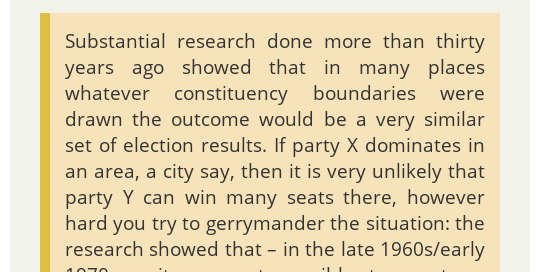 Substantial research done more than thirty
years ago showed that in many places
whatever constituency boundaries were
drawn the outcome would be a very similar
set of election results. If party X dominates in
an area, a city say, then it is very unlikely that
party Y can win many seats there, however
hard you try to gerrymander the situation: the
research showed that – in the late 1960s/early